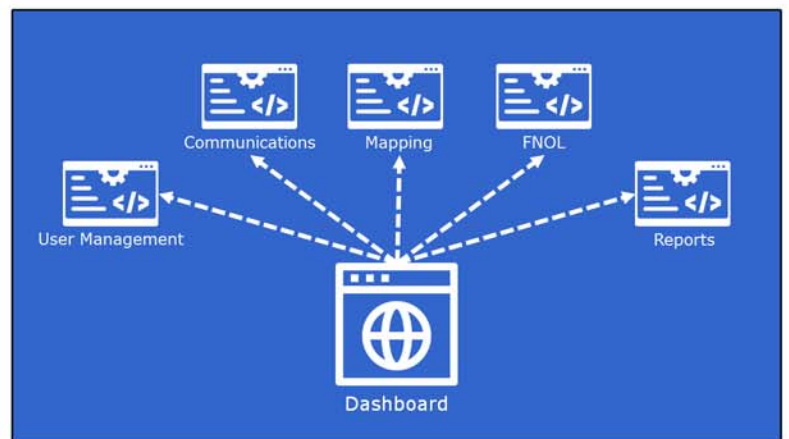 Communications
Mapping
FNOL
User Management
Reports
Dashboard